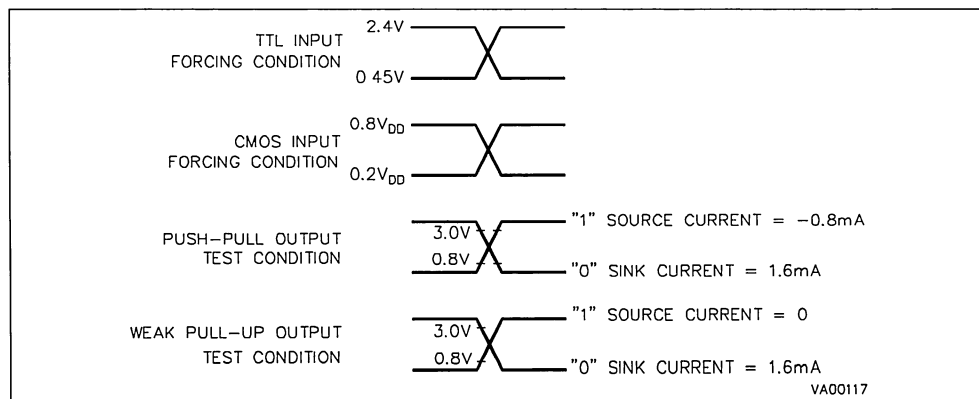 TTL INPUT
FORCING CONDITION
2.4V
0 45V
CMOS INPUT
FORCING CONDITION
0.8VDD
0.2VDD
PUSH-PULL OUTPUT
TEST CONDITION
3.0V
0.8V
"1" SOURCE CURRENT = -0.8mA
"0" SINK CURRENT = 1.6mA
WEAK PULL-UP OUTPUT
TEST CONDITION
3.0V
0.8V
"1" SOURCE CURRENT = 0
"0" SINK CURRENT = 1.6mA
VA00117